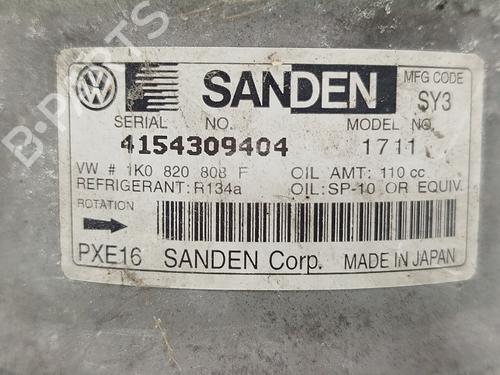 SANDEN
MFG CODE
SY3
SERIAL NO.
MODEL NO.
4154309404
1711
VW # 1K0 820 808 F
OIL AMT: 110 cc
REFRIGERANT: R134a
OIL:SP-10 OR EQUIV.
ROTATION
PXE16
SANDEN Corp.
MADE IN JAPAN
B-PARTS